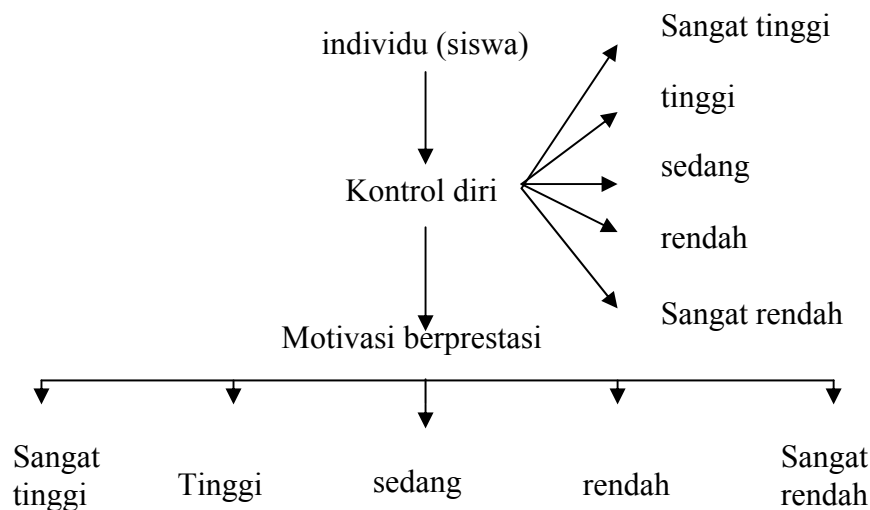 individu (siswa)
Sangat tinggi
tinggi
sedang
Kontrol diri
rendah
Sangat rendah
Motivasi berprestasi
Sangat
tinggi
Tinggi
sedang
rendah
Sangat
rendah